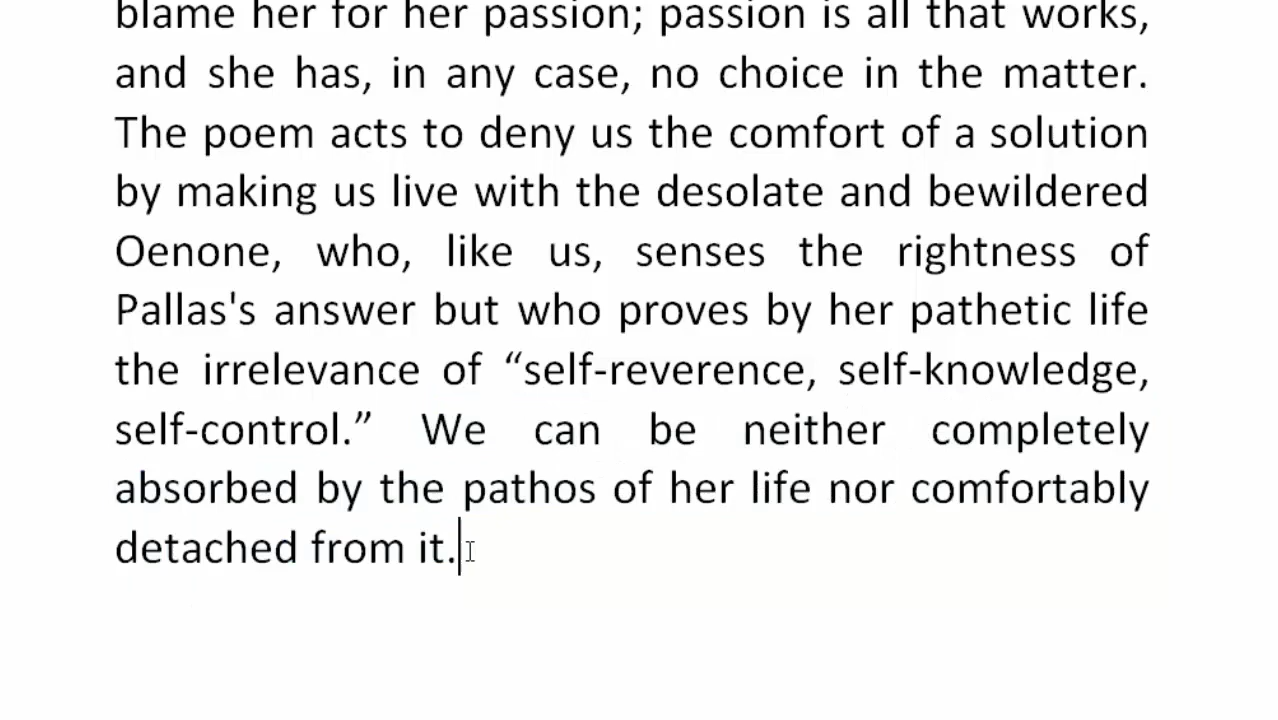 blame her for her passion; passion is all that works,
and she has, in any case, no choice in the matter.
The poem acts to deny us the comfort of a solution
by making us live with the desolate and bewildered
Oenone, who, like us, senses the rightness of
Pallas's answer but who proves by her pathetic life
the irrelevance of “self-reverence, self-knowledge,
self-control.” We can be neither completely
absorbed by the pathos of her life nor comfortably
detached from it.